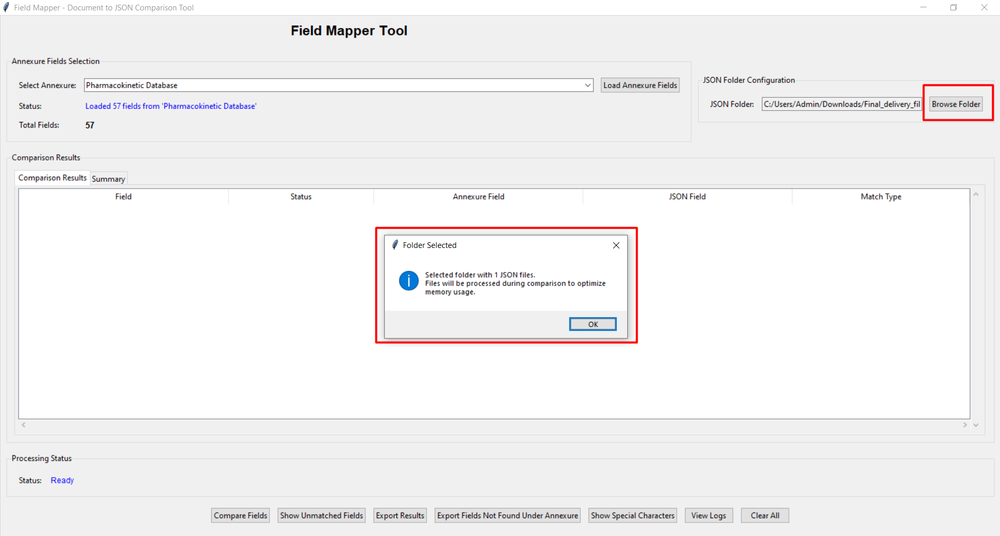 Field Mapper - Document to JSON Comparison Tool
Field Mapper Tool
Annexure Fields Selection
Select Annexure: Pharmacokinetic Database Load Annexure Fields
Status: Loaded 57 fields from 'Pharmacokinetic Database'
Total Fields: 57
JSON Folder Configuration
JSON Folder: C:/Users/Admin/Downloads/Final_delivery_fil Browse Folder
Comparison Results
Comparison Results Summary
Field Status Annexure Field JSON Field Match Type
Folder Selected
Selected folder with 1 JSON files.
Files will be processed during comparison to optimize
memory usage.
OK
Processing Status
Status: Ready
Compare Fields Show Unmatched Fields Export Results Export Fields Not Found Under Annexure Show Special Characters View Logs Clear All